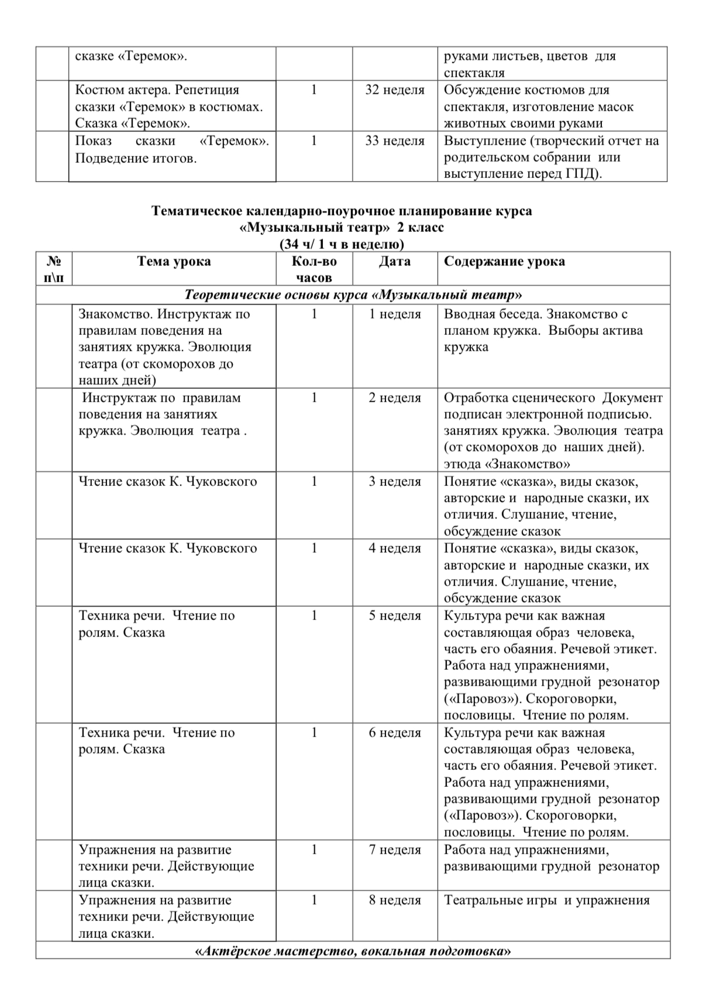 сказке «Теремок».
руками листьев, цветов для
спектакля
Костюм актера. Репетиция
сказки «Теремок» в костюмах.
Сказка «Теремок».
1
32 неделя
Обсуждение костюмов для
спектакля, изготовление масок
животных своими руками
Показ сказки «Теремок».
Подведение итогов.
1
33 неделя
Выступление (творческий отчет на
родительском собрании или
выступление перед ГПД).
Тематическое календарно-поурочное планирование курса
«Музыкальный театр» 2 класс
(34 ч/ 1 ч в неделю)
№
п\п
Тема урока
Кол-во
часов
Дата
Содержание урока
Теоретические основы курса «Музыкальный театр»
Знакомство. Инструктаж по
правилам поведения на
занятиях кружка. Эволюция
театра (от скоморохов до
наших дней)
1
1 неделя
Вводная беседа. Знакомство с
планом кружка. Выборы актива
кружка
Инструктаж по правилам
поведения на занятиях
кружка. Эволюция театра .
1
2 неделя
Отработка сценического Документ
подписан электронной подписью.
занятиях кружка. Эволюция театра
(от скоморохов до наших дней).
этюда «Знакомство»
Чтение сказок К. Чуковского
1
3 неделя
Понятие «сказка», виды сказок,
авторские и народные сказки, их
отличия. Слушание, чтение,
обсуждение сказок
Чтение сказок К. Чуковского
1
4 неделя
Понятие «сказка», виды сказок,
авторские и народные сказки, их
отличия. Слушание, чтение,
обсуждение сказок
Техника речи. Чтение по
ролям. Сказка
1
5 неделя
Культура речи как важная
составляющая образ человека,
часть его обаяния. Речевой этикет.
Работа над упражнениями,
развивающими грудной резонатор
(«Паровоз»). Скороговорки,
пословицы. Чтение по ролям.
Техника речи. Чтение по
ролям. Сказка
1
6 неделя
Культура речи как важная
составляющая образ человека,
часть его обаяния. Речевой этикет.
Работа над упражнениями,
развивающими грудной резонатор
(«Паровоз»). Скороговорки,
пословицы. Чтение по ролям.
Упражнения на развитие
техники речи. Действующие
лица сказки.
1
7 неделя
Работа над упражнениями,
развивающими грудной резонатор
Упражнения на развитие
техники речи. Действующие
лица сказки.
1
8 неделя
Театральные игры и упражнения
«Актёрское мастерство, вокальная подготовка»